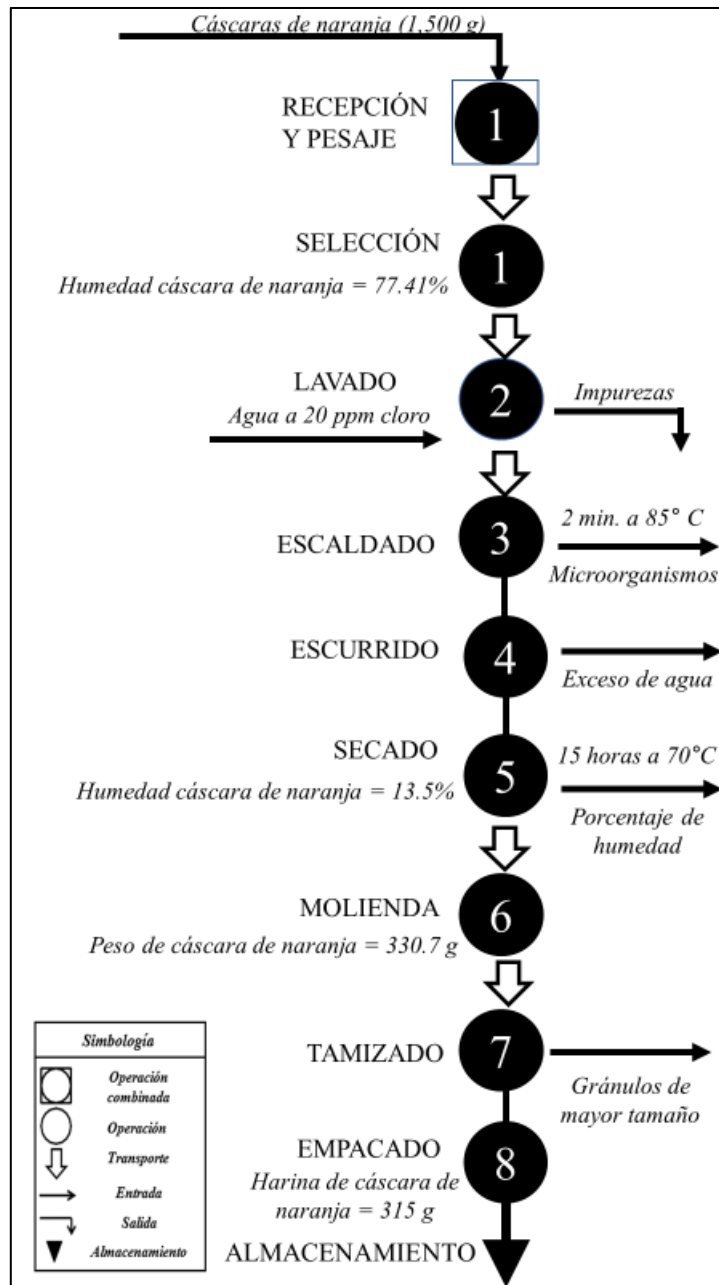 Cáscaras de naranja (1,500 g)
RECEPCIÓN
Y PESAJE
1
SELECCIÓN
Humedad cáscara de naranja = 77.41%
1
LAVADO
Agua a 20 ppm cloro
2
Impurezas
ESCALDADO
3
2 min. a 85° C
Microorganismos
ESCURRIDO
4
Exceso de agua
SECADO
Humedad cáscara de naranja = 13.5%
5
15 horas a 70°C
Porcentaje de
humedad
MOLIENDA
Peso de cáscara de naranja = 330.7 g
6
TAMIZADO
7
Gránulos de
mayor tamaño
EMPACADO
Harina de cáscara de
naranja = 315 g
8
ALMACENAMIENTO
Simbología
Operación
combinada
Operación
Transporte
Entrada
Salida
Almacenamiento